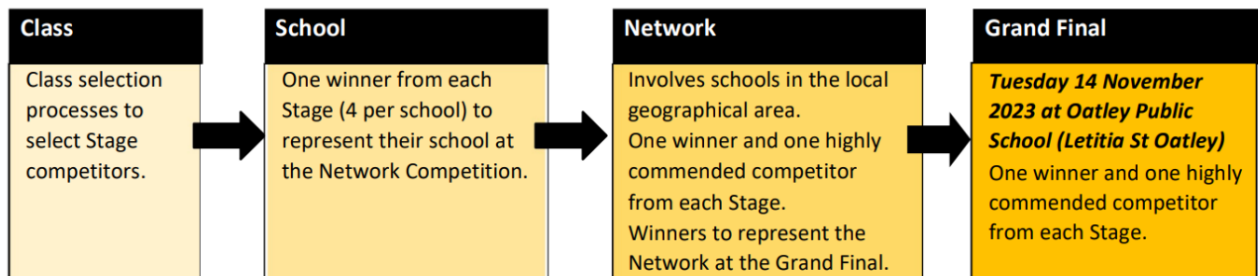 Class
Class selection
processes to
select Stage
competitors.
School
One winner from each
Stage (4 per school) to
represent their school at
the Network Competition.
Network
Involves schools in the local
geographical area.
One winner and one highly
commended competitor
from each Stage.
Winners to represent the
Network at the Grand Final.
Grand Final
Tuesday 14 November
2023 at Oatley Public
School (Letitia St Oatley)
One winner and one highly
commended competitor
from each Stage.